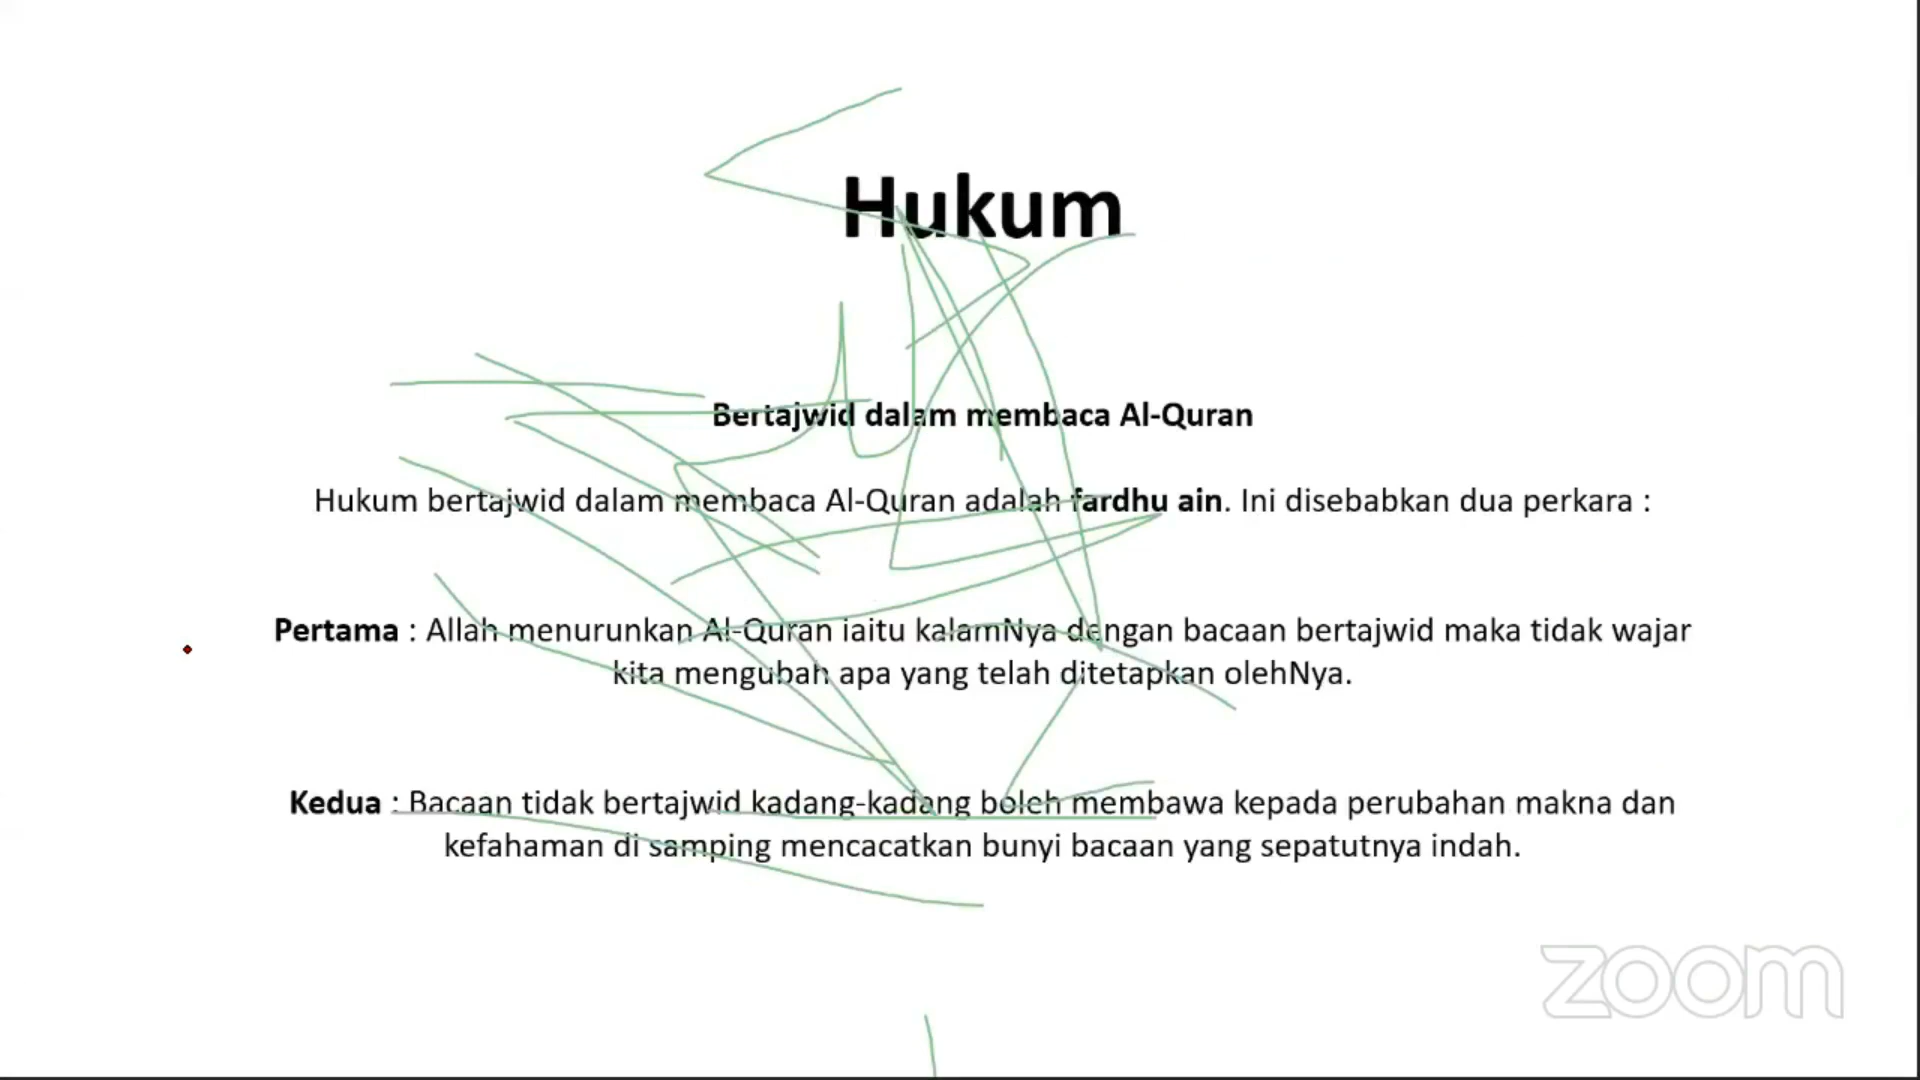 Hukum
Bertajwid dalam membaca Al-Quran
Hukum bertajwid dalam membaca Al-Quran adalah fardhu ain. Ini disebabkan dua perkara :
Pertama : Allah menurunkan Al-Quran iaitu kalamNya dengan bacaan bertajwid maka tidak wajar
kita mengubah apa yang telah ditetapkan olehNya.
Kedua : Bacaan tidak bertajwid kadang-kadang boleh membawa kepada perubahan makna dan
kefahaman di samping mencacatkan bunyi bacaan yang sepatutnya indah.
zoom